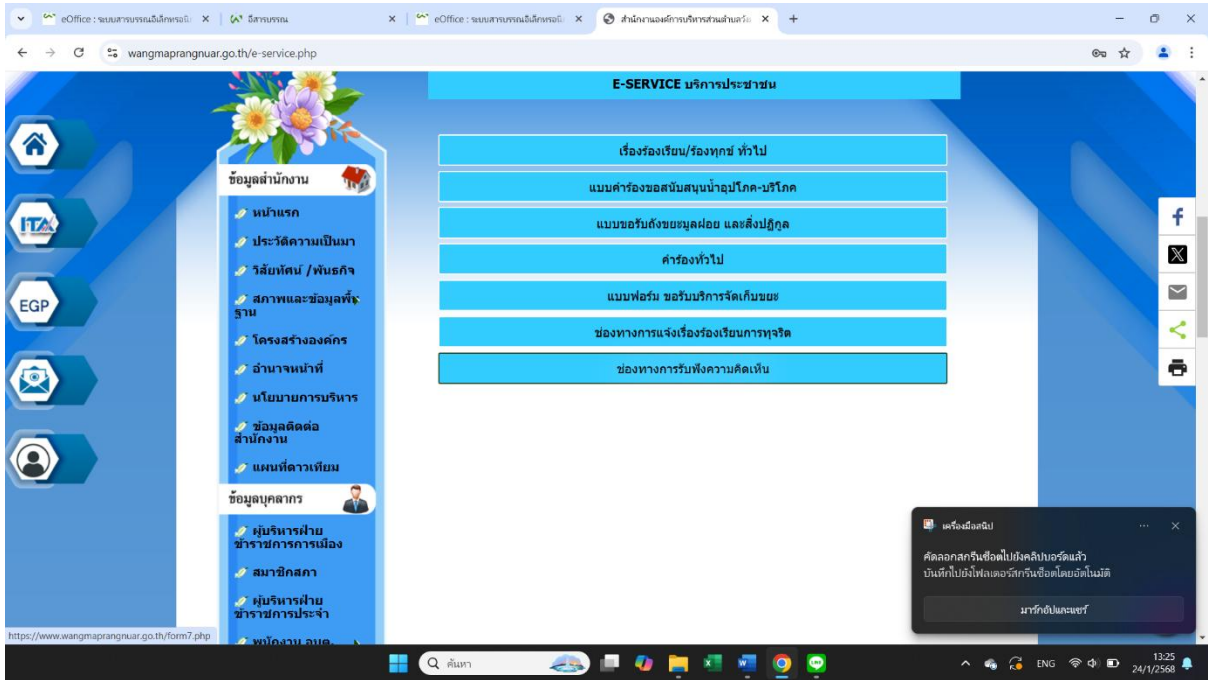 eOffice : ระบบสารบรรณอิเล็กทรอนิ
อีสารบรรณ
eOffice : ระบบสารบรรณอิเล็กทรอนิ
สำนักงานองค์การบริหารส่วนตำบลวัง
wangmaprangnuar.go.th/e-service.php
E-SERVICE บริการประชาชน
เรื่องร้องเรียน/ร้องทุกข์ ทั่วไป
แบบคำร้องขอสนับสนุนน้ำอุปโภค-บริโภค
แบบขอรับถังขยะมูลฝอย และสิ่งปฏิกูล
คำร้องทั่วไป
แบบฟอร์ม ขอรับบริการจัดเก็บขยะ
ช่องทางการแจ้งเรื่องร้องเรียนการทุจริต
ช่องทางการรับฟังความคิดเห็น
ITA
EGP
ข้อมูลสำนักงาน
หน้าแรก
ประวัติความเป็นมา
วิสัยทัศน์ /พันธกิจ
สภาพและข้อมูลพื้น
ฐาน
โครงสร้างองค์กร
อำนาจหน้าที่
นโยบายการบริหาร
ข้อมูลติดต่อ
สำนักงาน
แผนที่ดาวเทียม
ข้อมูลบุคลากร
ผู้บริหารฝ่าย
ข้าราชการการเมือง
สมาชิกสภา
ผู้บริหารฝ่าย
ข้าราชการประจำ
พนักงาน อบต.
f
X
เครื่องมือสนิป
คัดลอกสกรีนช็อตไปยังคลิปบอร์ดแล้ว
บันทึกไปยังโฟลเดอร์สกรีนช็อตโดยอัตโนมัติ
มาร์กอัปและแชร์
https://www.wangmaprangnuar.go.th/form7.php
ค้นหา
ENG
13:25
24/1/2568